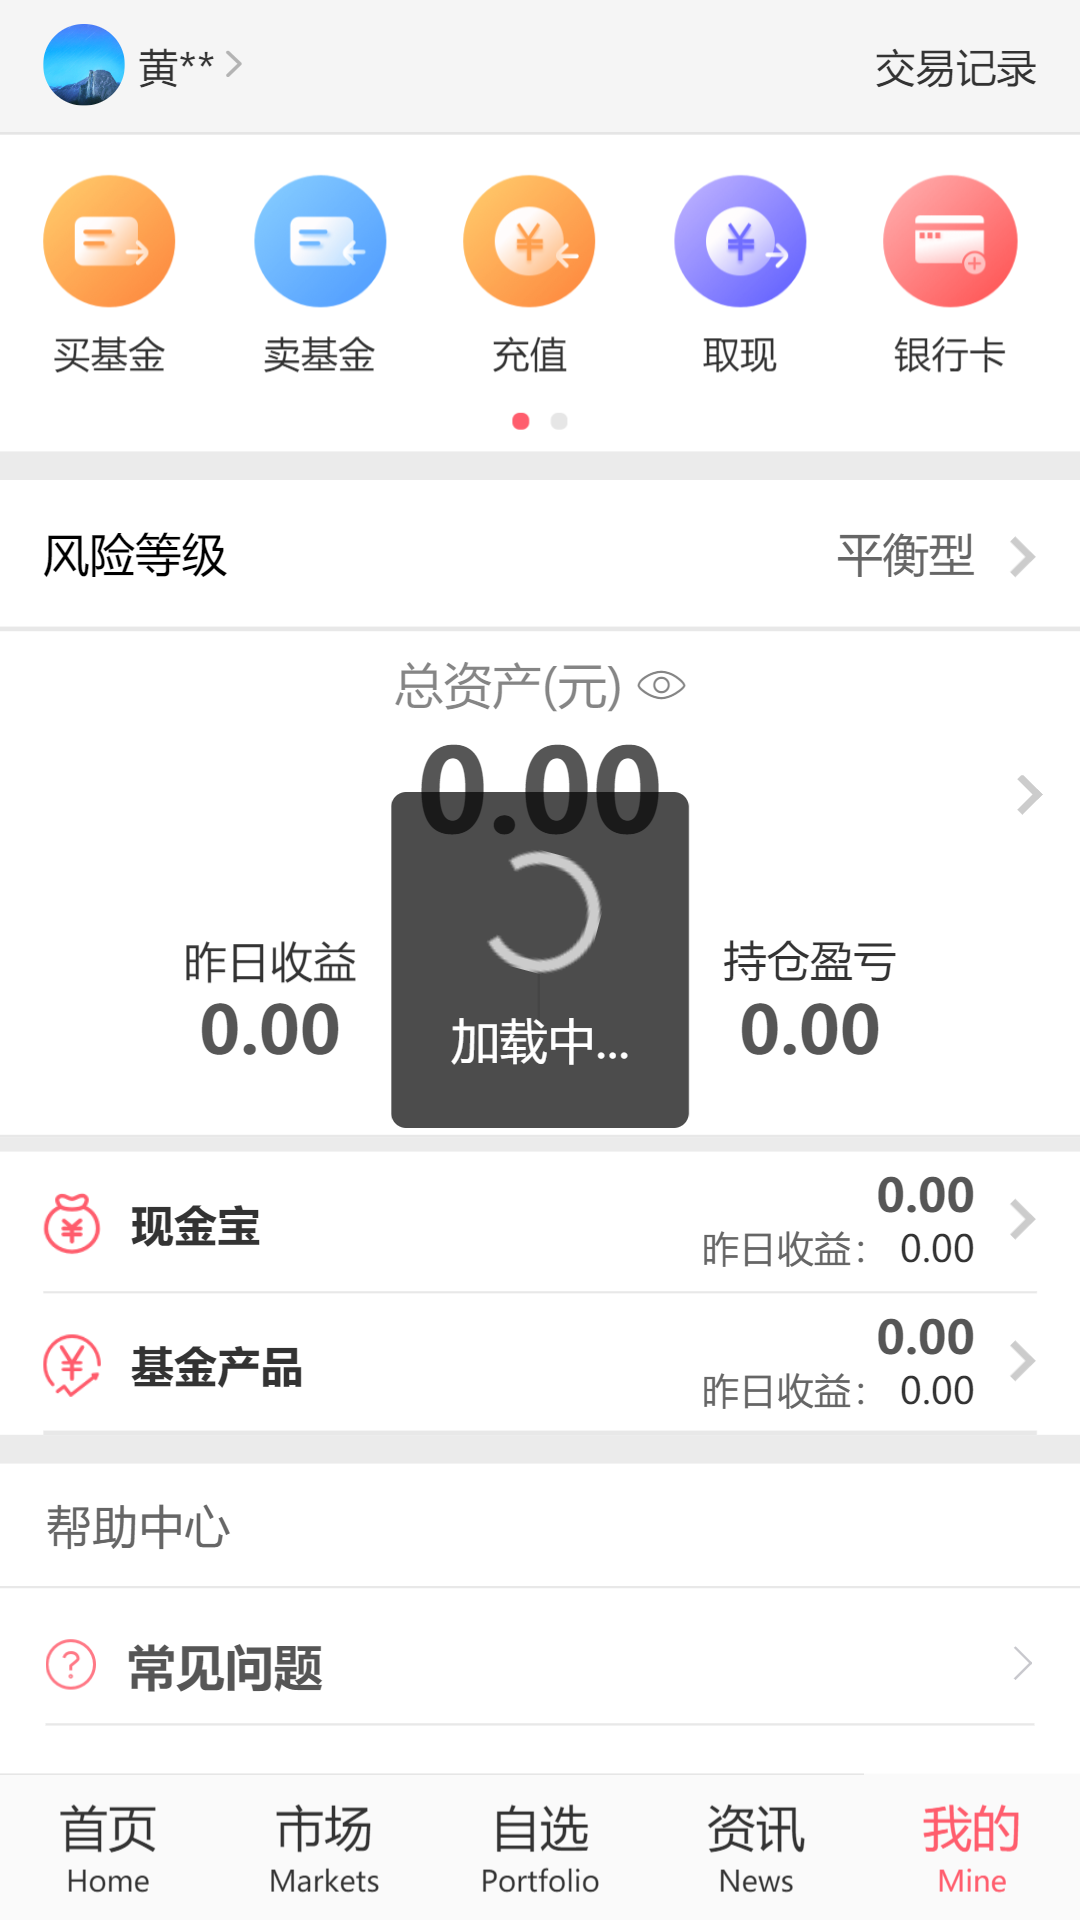 黄**
交易记录
买基金 卖基金 充值 取现 银行卡
风险等级 平衡型
总资产(元)
0.00
昨日收益 持仓盈亏
0.00 0.00
加载中...
现金宝 0.00
昨日收益： 0.00
基金产品 0.00
昨日收益： 0.00
帮助中心
常见问题
首页 市场 自选 资讯 我的
Home Markets Portfolio News Mine